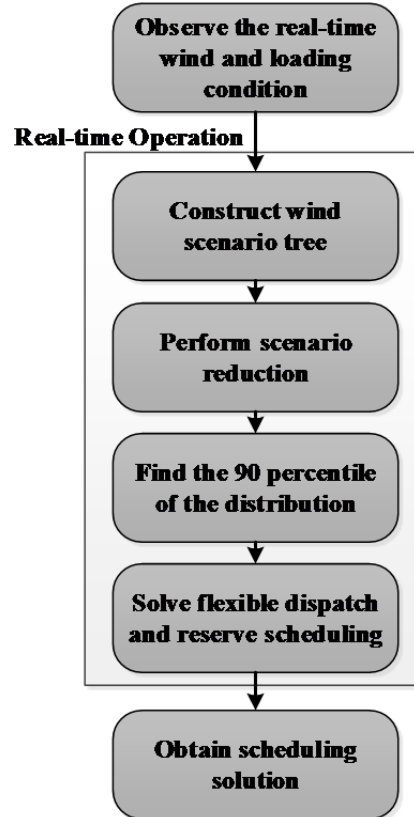 Observe the real-time
wind and loading
condition
Real-time Operation
Construct wind
scenario tree
Perform scenario
reduction
Find the 90 percentile
of the distribution
Solve flexible dispatch
and reserve scheduling
Obtain scheduling
solution